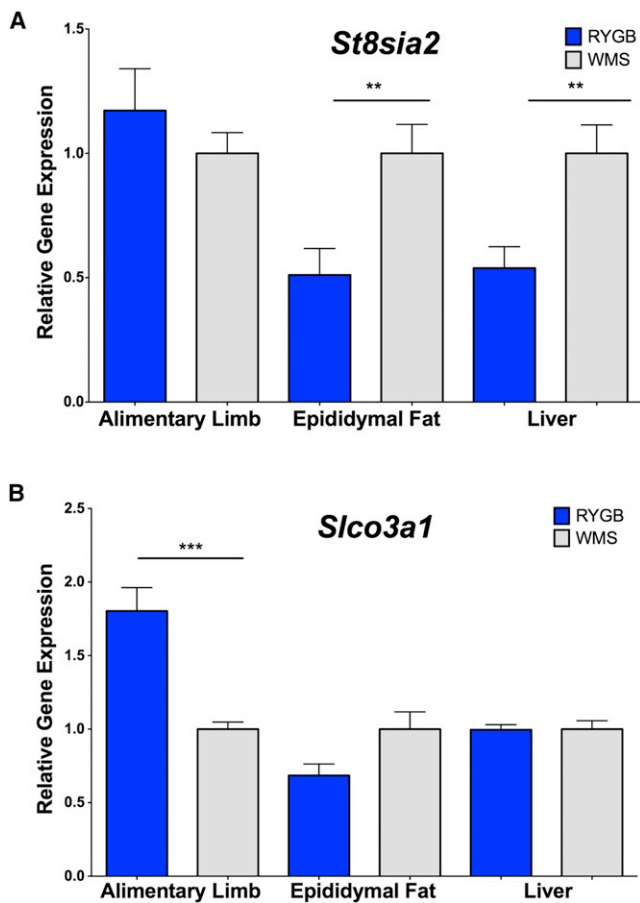 A
St8sia2
RYGB
WMS
Relative Gene Expression
1.5
1.0
0.5
0.0
**
**
Alimentary Limb Epididymal Fat Liver
B
Slco3a1
RYGB
WMS
Relative Gene Expression
2.5
2.0
1.5
1.0
0.5
0.0
***
Alimentary Limb Epididymal Fat Liver